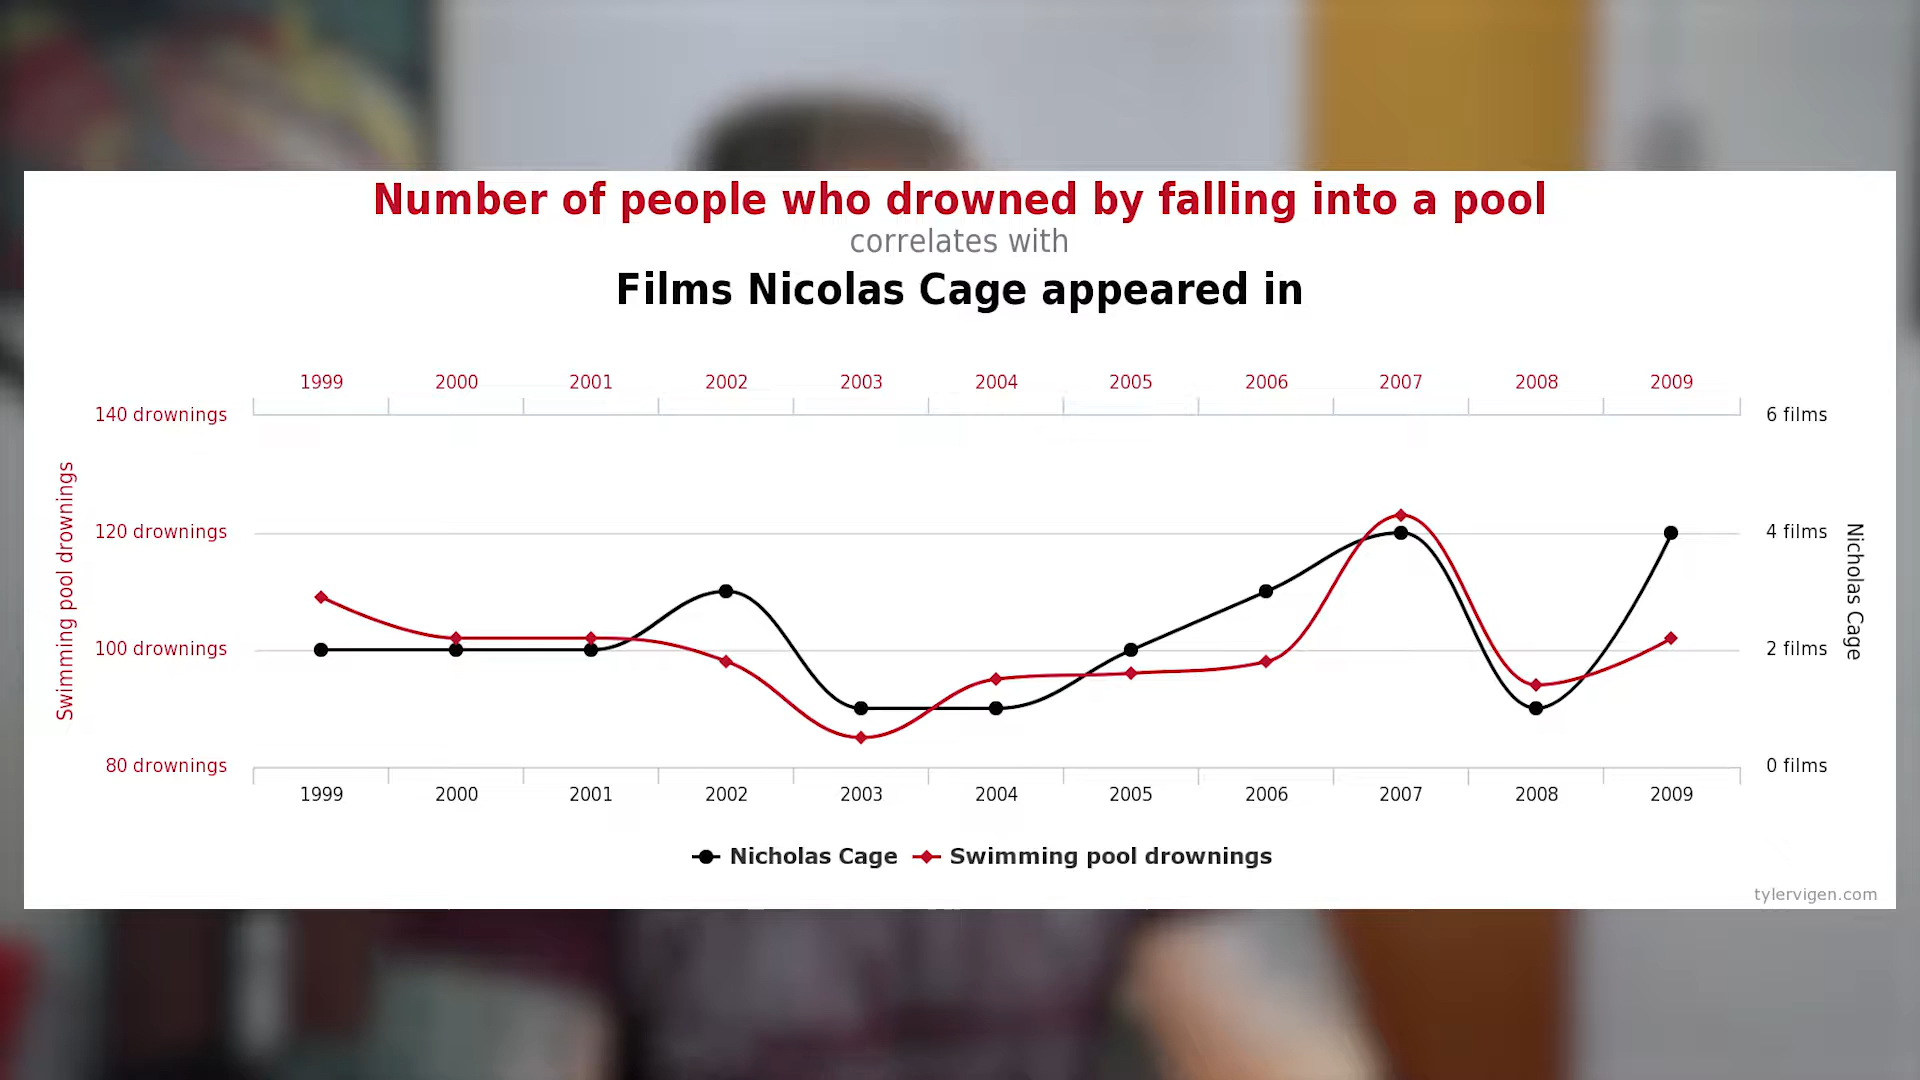 Number of people who drowned by falling into a pool
correlates with
Films Nicolas Cage appeared in
1999 2000 2001 2002 2003 2004 2005 2006 2007 2008 2009
140 drownings 6 films
120 drownings 4 films
100 drownings 2 films
80 drownings 0 films
Swimming pool drownings
Nicholas Cage
1999 2000 2001 2002 2003 2004 2005 2006 2007 2008 2009
Nicholas Cage Swimming pool drownings
tylervigen.com